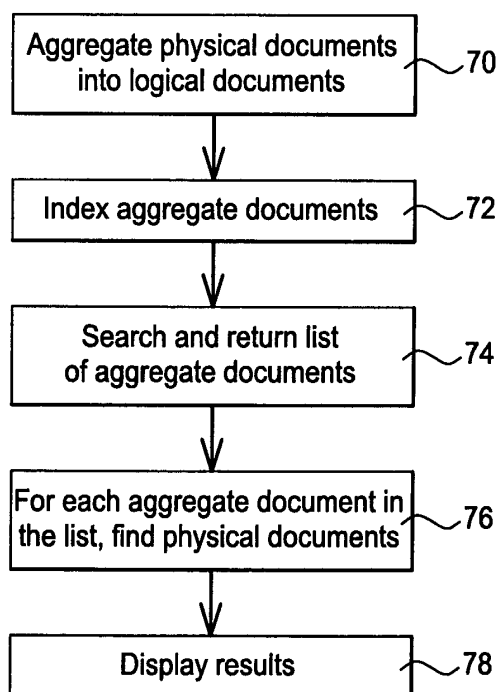 Aggregate physical documents
into logical documents
70
Index aggregate documents
72
Search and return list
of aggregate documents
74
For each aggregate document in
the list, find physical documents
76
Display results
78